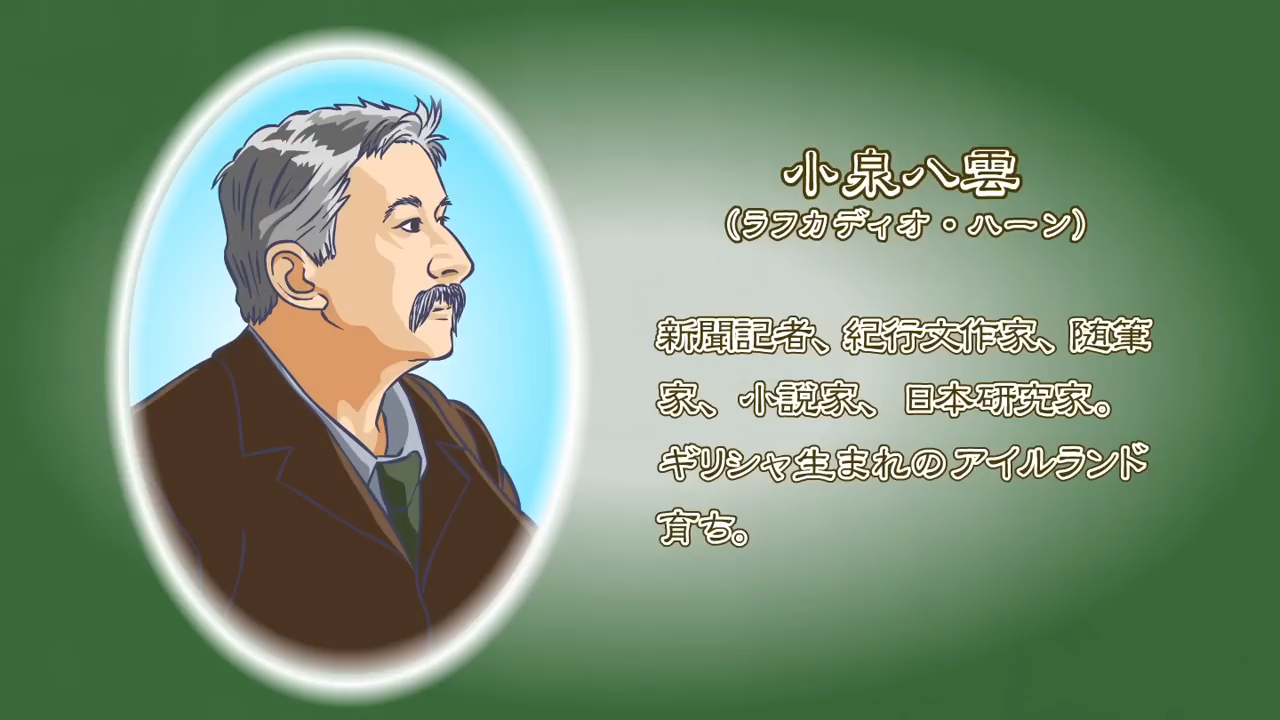 小泉八雲
（ラフカディオ・ハーン）
新聞記者、紀行文作家、随筆
家、小説家、日本研究家。
ギリシャ生まれのアイルランド
育ち。